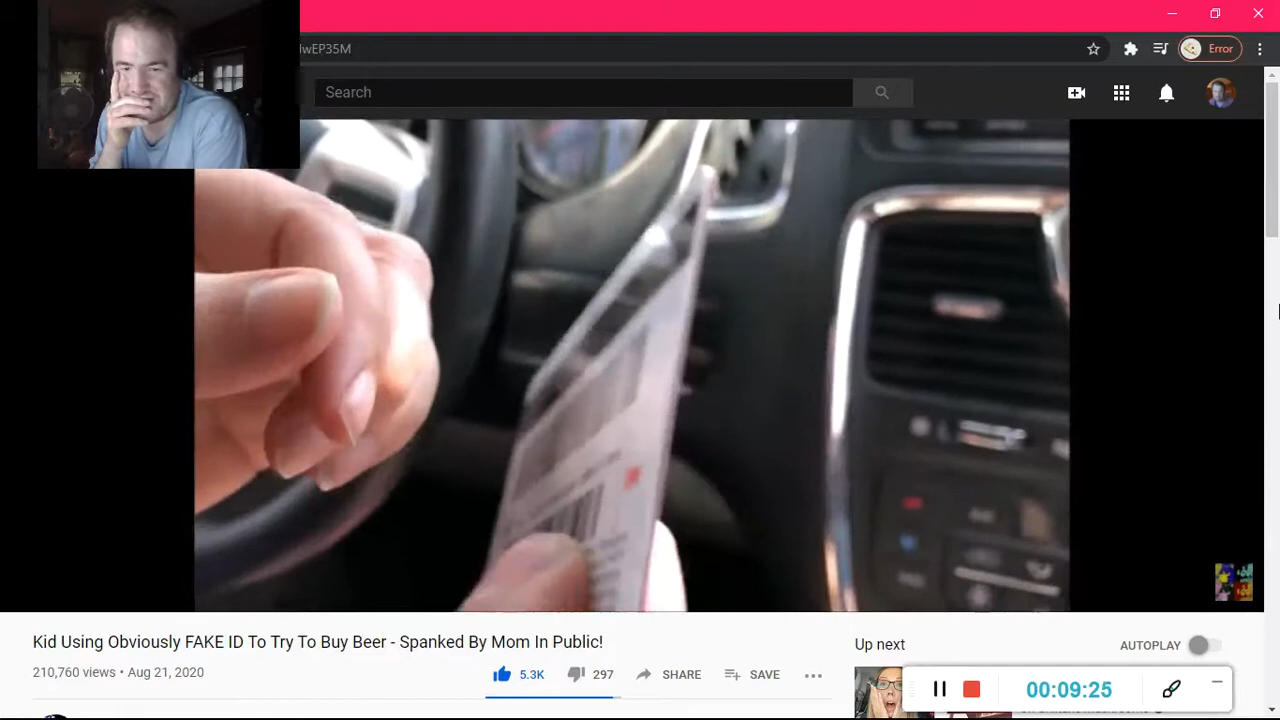 wEP35M
Error
Search
Kid Using Obviously FAKE ID To Try To Buy Beer - Spanked By Mom In Public!
210,760 views • Aug 21, 2020
5.3K
297
SHARE
SAVE
Up next
AUTOPLAY
00:09:25